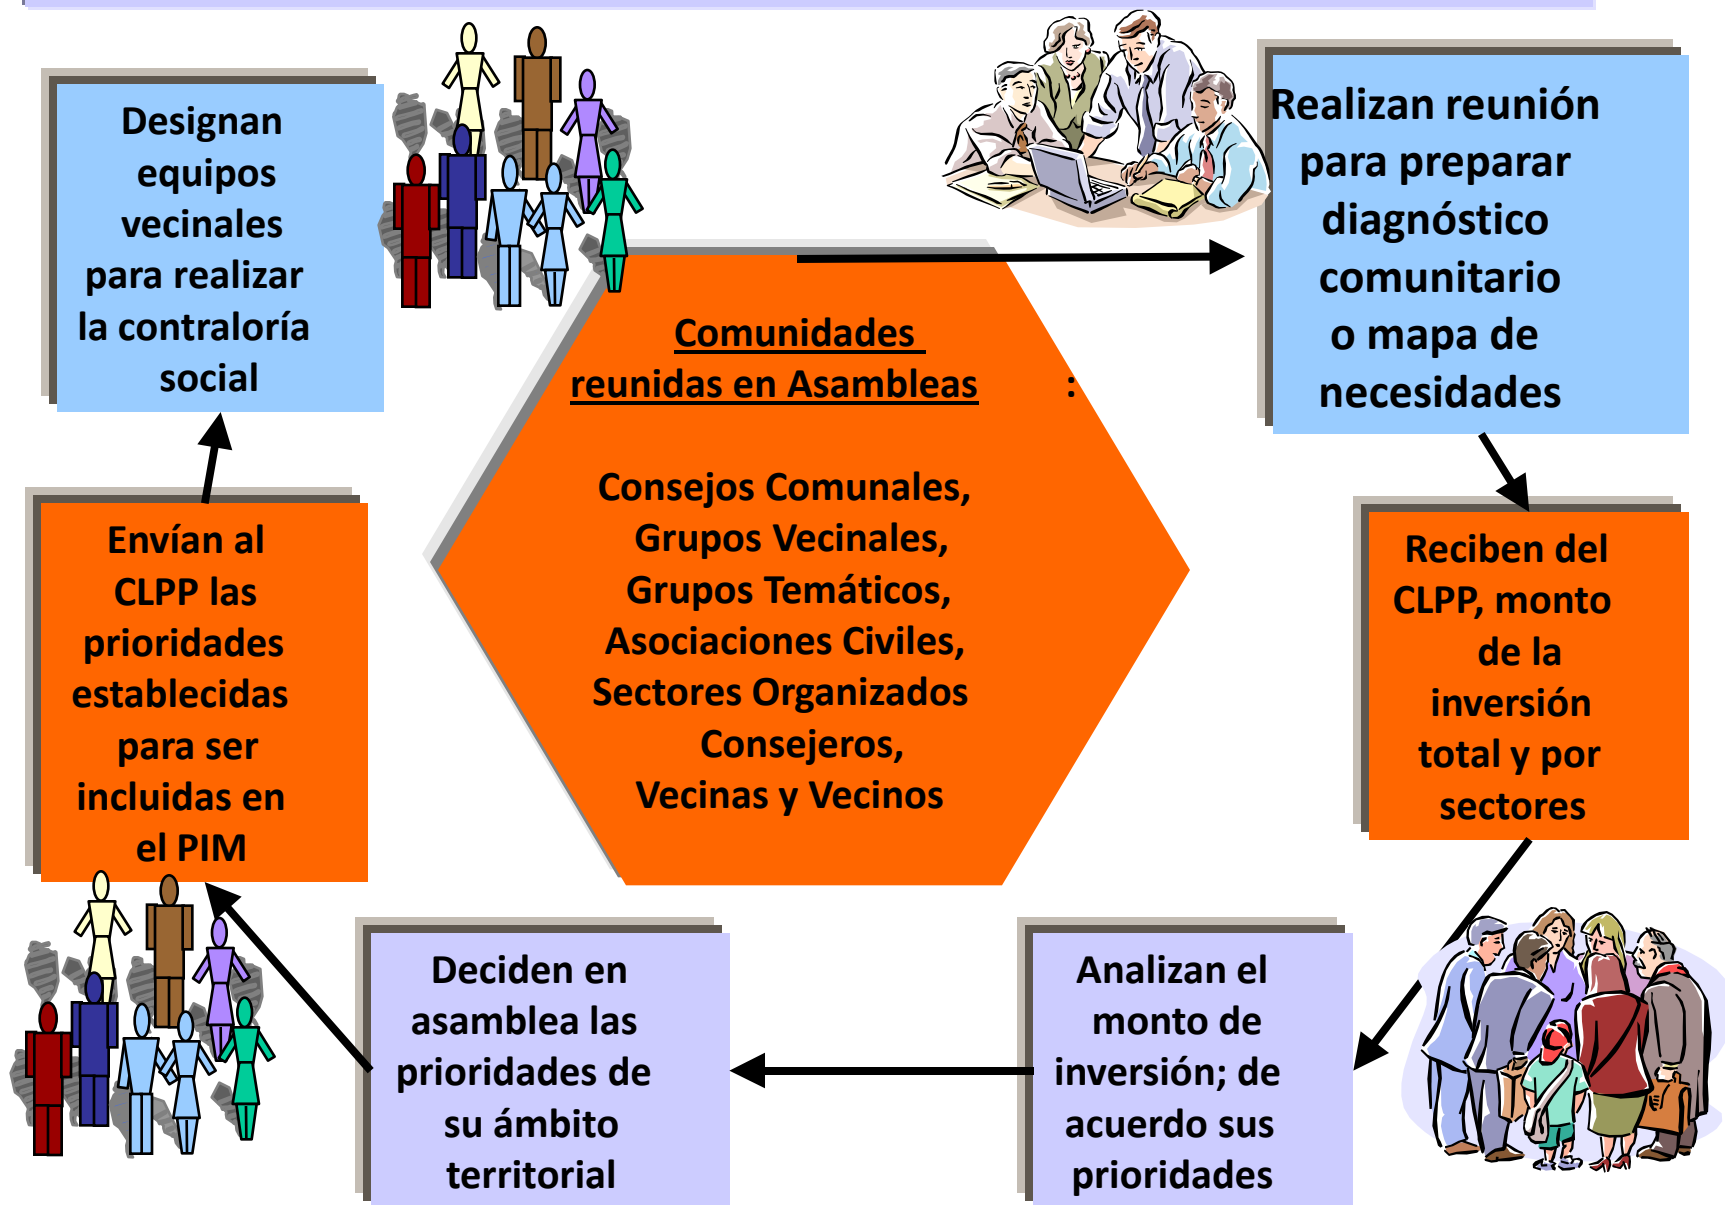 Designan
equipos
vecinales
para realizar
la contraloría
social
Realizan reunión
para preparar
diagnóstico
comunitario
o mapa de
necesidades
Comunidades
reunidas en Asambleas :
Consejos Comunales,
Grupos Vecinales,
Grupos Temáticos,
Asociaciones Civiles,
Sectores Organizados
Consejeros,
Vecinas y Vecinos
Envían al
CLPP las
prioridades
establecidas
para ser
incluidas en
el PIM
Reciben del
CLPP, monto
de la
inversión
total y por
sectores
Deciden en
asamblea las
prioridades de
su ámbito
territorial
Analizan el
monto de
inversión; de
acuerdo sus
prioridades